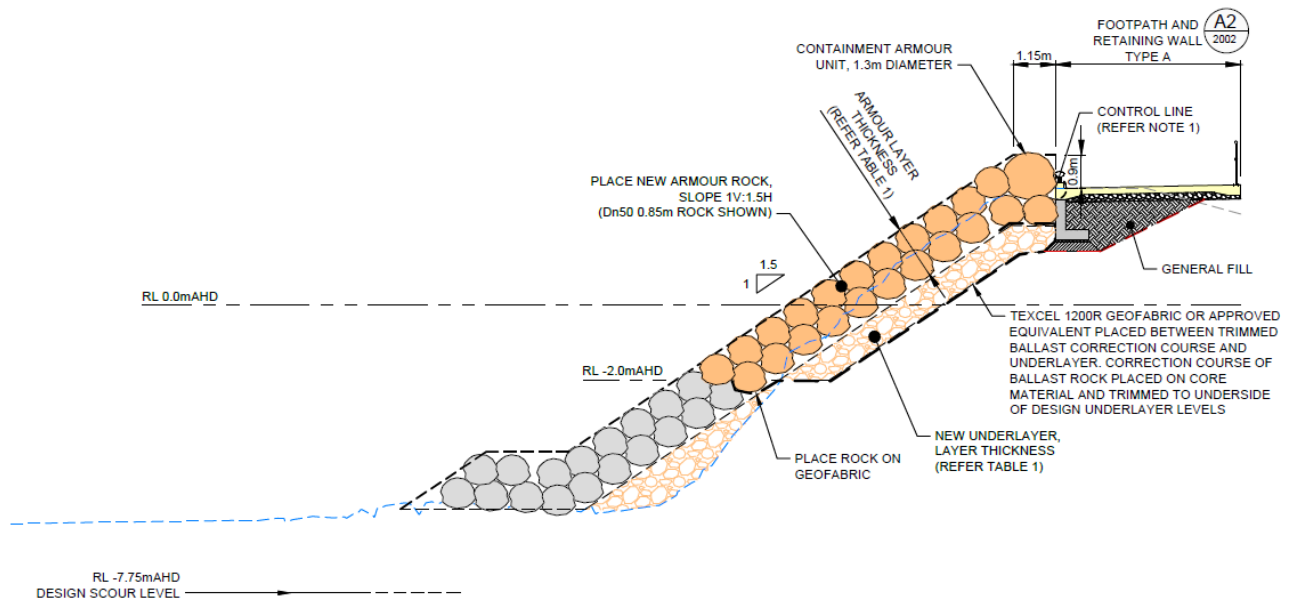 FOOTPATH AND
RETAINING WALL
TYPE A
A2
2002
CONTAINMENT ARMOUR
UNIT, 1.3m DIAMETER
1.15m
ARMOUR LAYER
THICKNESS
(REFER TABLE 1)
CONTROL LINE
(REFER NOTE 1)
0.9m
PLACE NEW ARMOUR ROCK,
SLOPE 1V:1.5H
(Dn50 0.85m ROCK SHOWN)
1.5
1
GENERAL FILL
RL 0.0mAHD
TEXCEL 1200R GEOFABRIC OR APPROVED
EQUIVALENT PLACED BETWEEN TRIMMED
BALLAST CORRECTION COURSE AND
UNDERLAYER. CORRECTION COURSE OF
BALLAST ROCK PLACED ON CORE
MATERIAL AND TRIMMED TO UNDERSIDE
OF DESIGN UNDERLAYER LEVELS
RL -2.0mAHD
NEW UNDERLAYER,
LAYER THICKNESS
(REFER TABLE 1)
PLACE ROCK ON
GEOFABRIC
RL -7.75mAHD
DESIGN SCOUR LEVEL